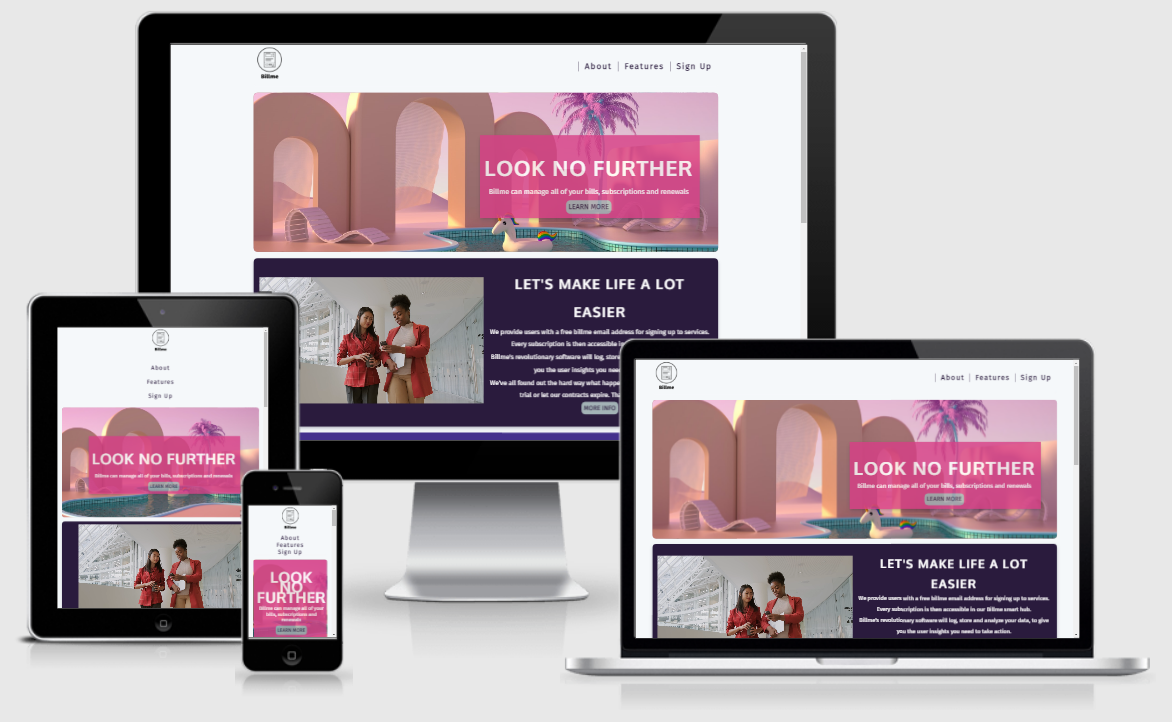 Billme
About
Features
Sign Up
LOOK NO FURTHER
Billme can manage all of your bills, subscriptions and renewals
LEARN MORE
LET'S MAKE LIFE A LOT
EASIER
We provide users with a free billme email address for signing up to services.
Every subscription is then accessible in
Billme's revolutionary software will log, store
you the user insights you need
We've all found out the hard way what happe
trial or let our contracts expire. Tha
MORE INFO
Billme
About
Features
Sign Up
LOOK NO FURTHER
Billme can manage all of your bills, subscriptions and renewals
LEARN MORE
Billme
About
Features
Sign Up
LOOK
NO
FURTHER
Billme can manage all of your
bills, subscriptions and
renewals
LEARN MORE
Billme
About
Features
Sign Up
LOOK NO FURTHER
Billme can manage all of your bills, subscriptions and renewals
LEARN MORE
LET'S MAKE LIFE A LOT
EASIER
We provide users with a free billme email address for signing up to services.
Every subscription is then accessible in our Billme smart hub.
Billme's revolutionary software will log, store and analyze your data, to give
you the user insights you need to take action.